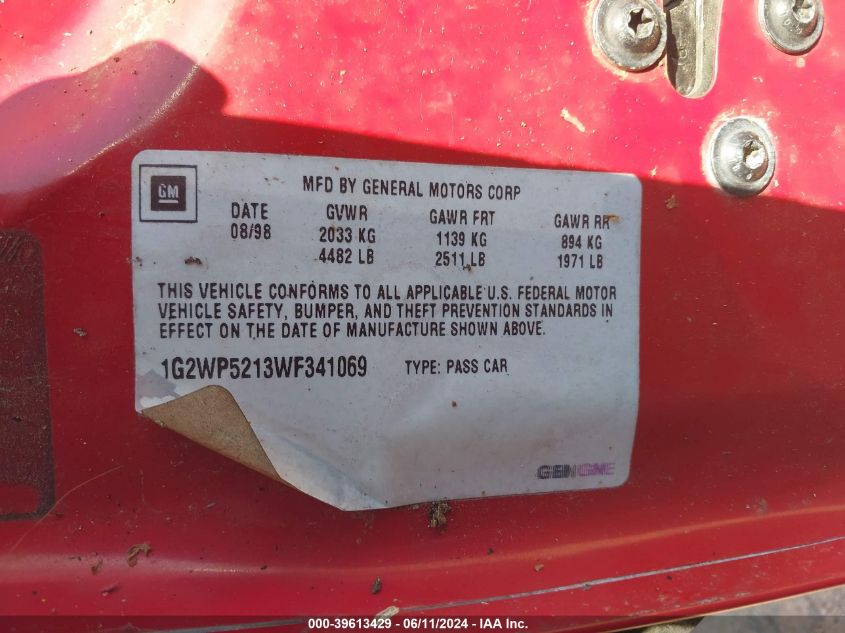 GM
MFD BY GENERAL MOTORS CORP
DATE GVWR GAWR FRT GAWR RR
08/98 2033 KG 1139 KG 894 KG
4482 LB 2511 LB 1971 LB
THIS VEHICLE CONFORMS TO ALL APPLICABLE U.S. FEDERAL MOTOR
VEHICLE SAFETY, BUMPER, AND THEFT PREVENTION STANDARDS IN
EFFECT ON THE DATE OF MANUFACTURE SHOWN ABOVE.
1G2WP5213WF341069 TYPE: PASS CAR
000-39613429 - 06/11/2024 - IAA Inc.